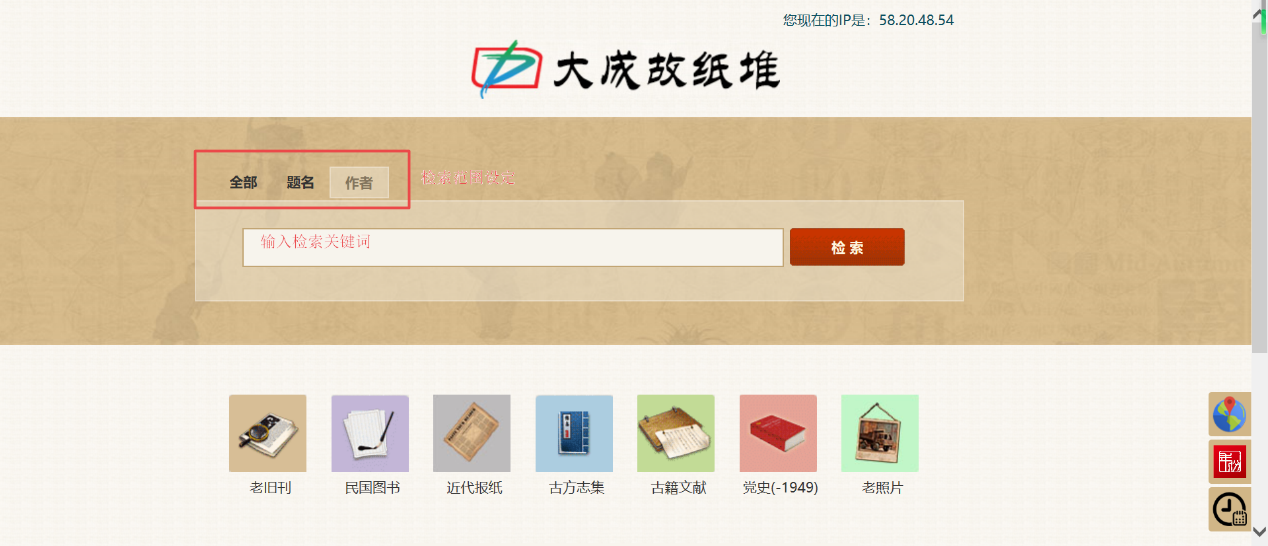 您现在的IP是：58.20.48.54
大成故纸堆
全部 题名 作者 检索范围设定
输入检索关键词 检 索
老旧刊 民国图书 近代报纸 古方志集 古籍文献 党史(-1949) 老照片